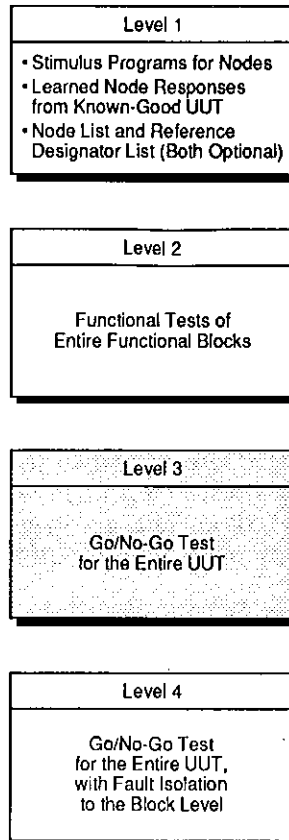 Level 1
• Stimulus Programs for Nodes
• Learned Node Responses
from Known-Good UUT
• Node List and Reference
Designator List (Both Optional)
Level 2
Functional Tests of
Entire Functional Blocks
Level 3
Go/No-Go Test
for the Entire UUT
Level 4
Go/No-Go Test
for the Entire UUT,
with Fault Isolation
to the Block Level